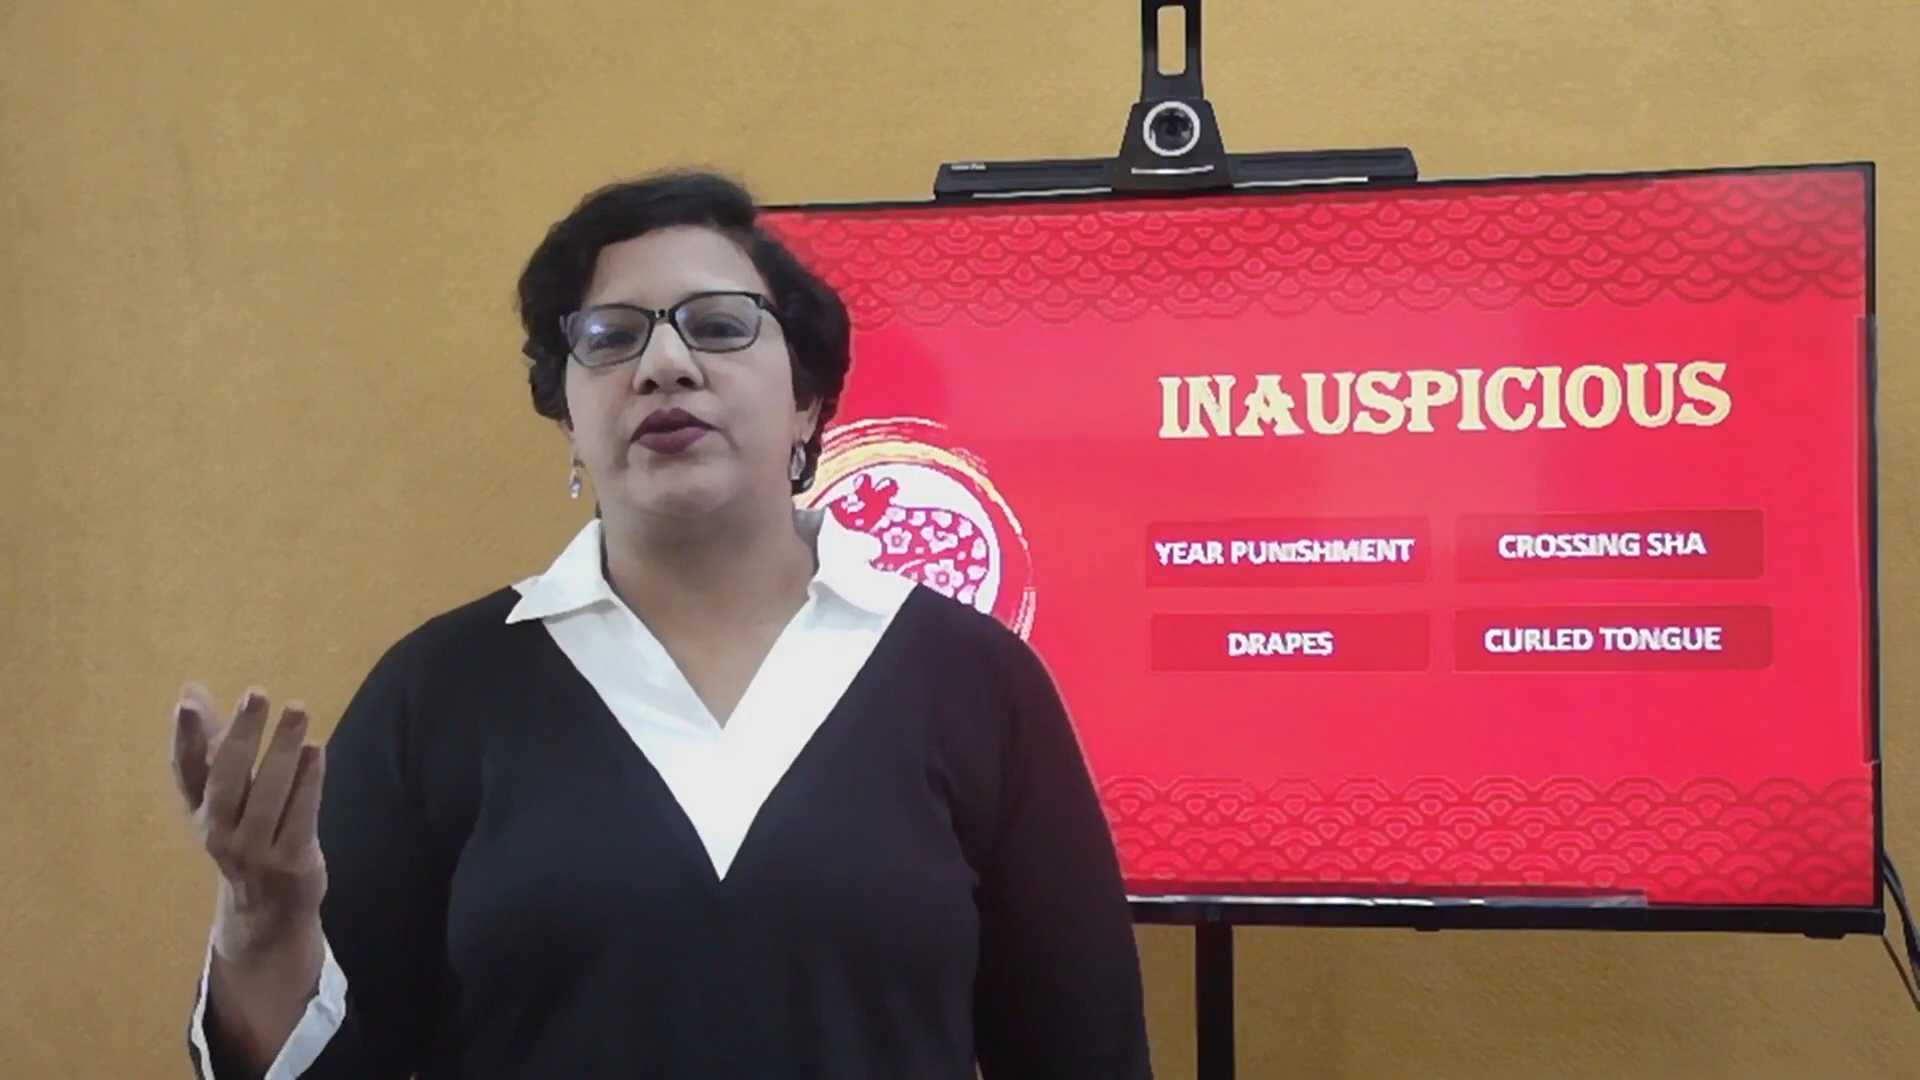 INAUSPICIOUS
YEAR PUNISHMENT
CROSSING SHA
DRAPES
CURLED TONGUE